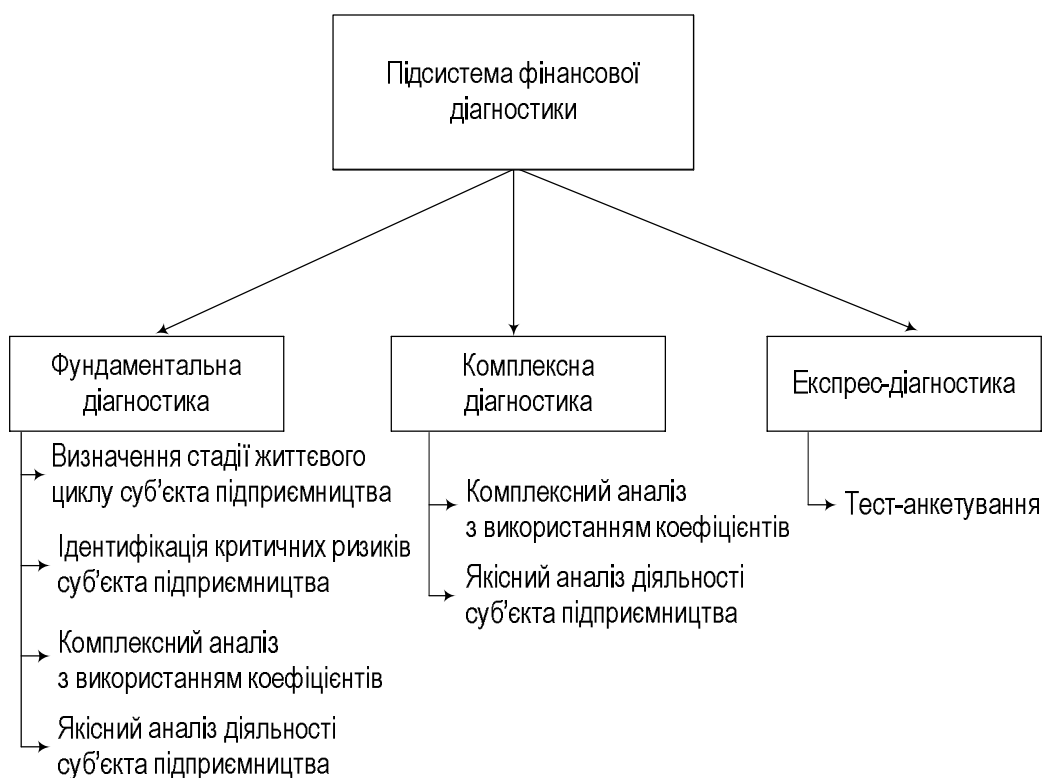 Підсистема фінансової
діагностики
Фундаментальна
діагностика
Визначення стадії життєвого
циклу суб’єкта підприємництва
Ідентифікація критичних ризиків
суб’єкта підприємництва
Комплексний аналіз
з використанням коефіцієнтів
Якісний аналіз діяльності
суб’єкта підприємництва
Комплексна
діагностика
Комплексний аналіз
з використанням коефіцієнтів
Якісний аналіз діяльності
суб’єкта підприємництва
Експрес-діагностика
Тест-анкетування